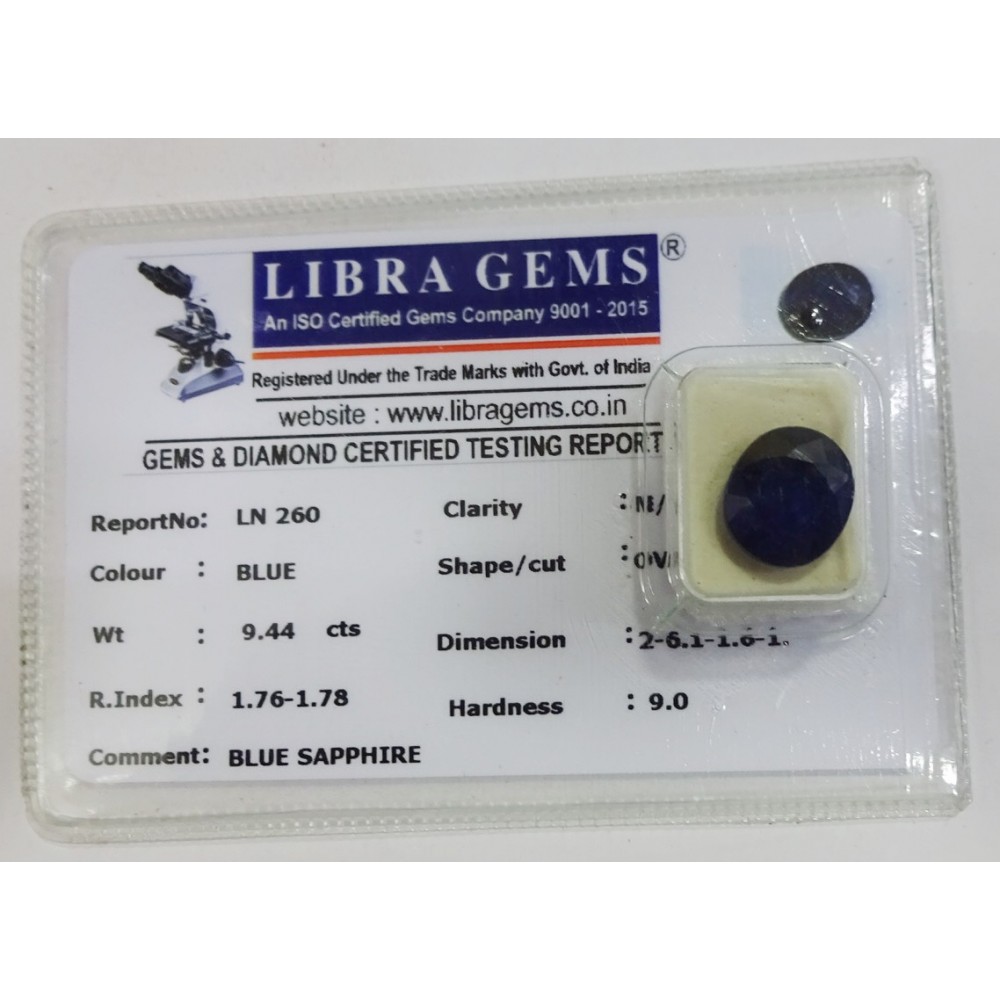 LIBRA GEMS ®
An ISO Certified Gems Company 9001 - 2015
Registered Under the Trade Marks with Govt. of India
website : www.libragems.co.in
GEMS & DIAMOND CERTIFIED TESTING REPORT
ReportNo: LN 260 Clarity :
Colour : BLUE Shape/cut :
Wt : 9.44 cts Dimension :
R.Index : 1.76-1.78 Hardness : 9.0
Comment: BLUE SAPPHIRE